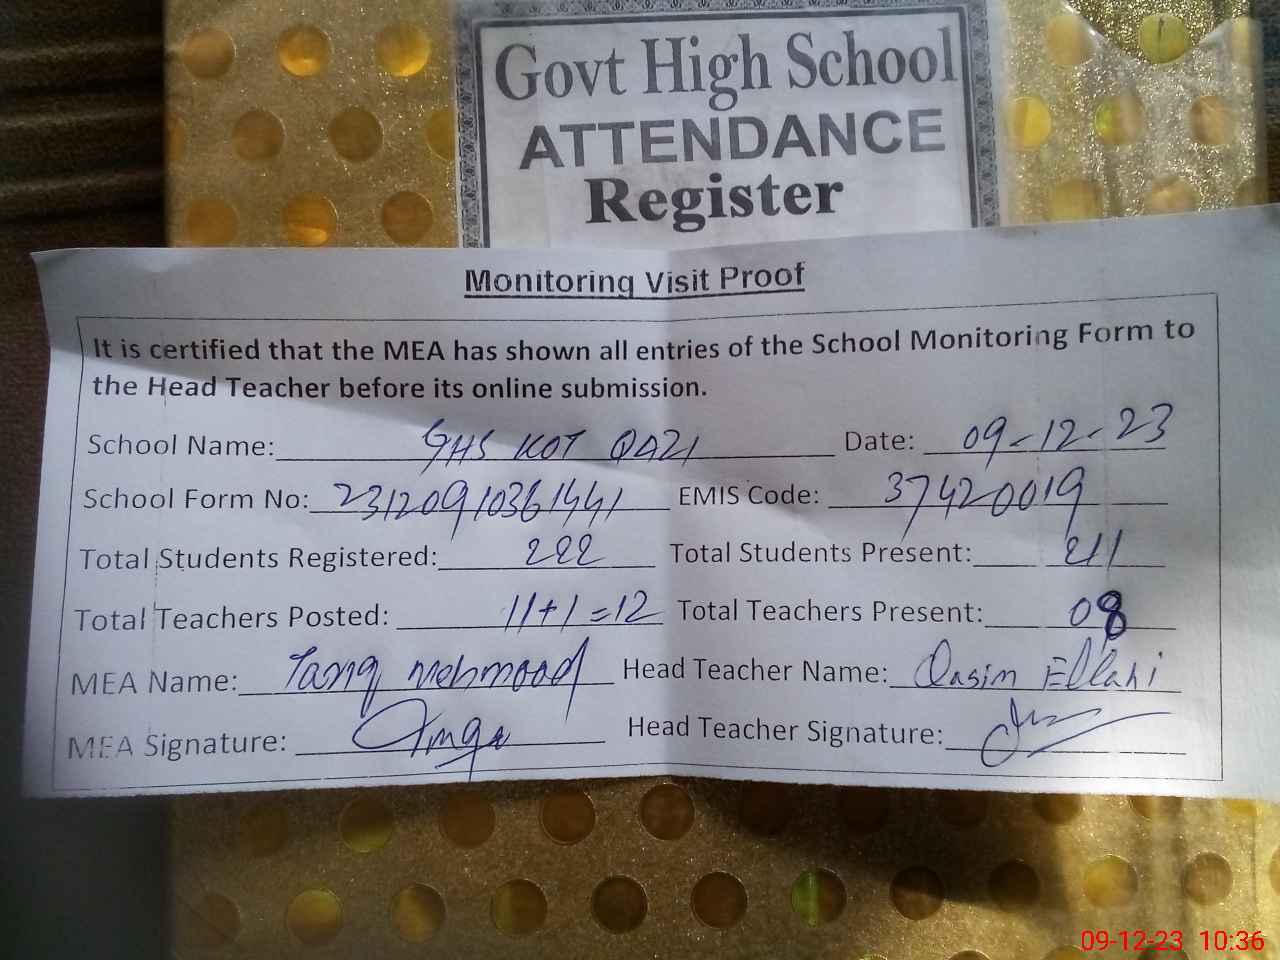 Govt High School
ATTENDANCE
Register
Monitoring Visit Proof
It is certified that the MEA has shown all entries of the School Monitoring Form to
the Head Teacher before its online submission.
School Name: GHS KOT QAZI Date: 09-12-23
School Form No: 23120910361441 EMIS Code: 37420019
Total Students Registered: 222 Total Students Present: 211
Total Teachers Posted: 11+1=12 Total Teachers Present: 08
MEA Name: Tariq Mehmood Head Teacher Name: Qasim Ellahi
MEA Signature: Head Teacher Signature:
09-12-23 10:36